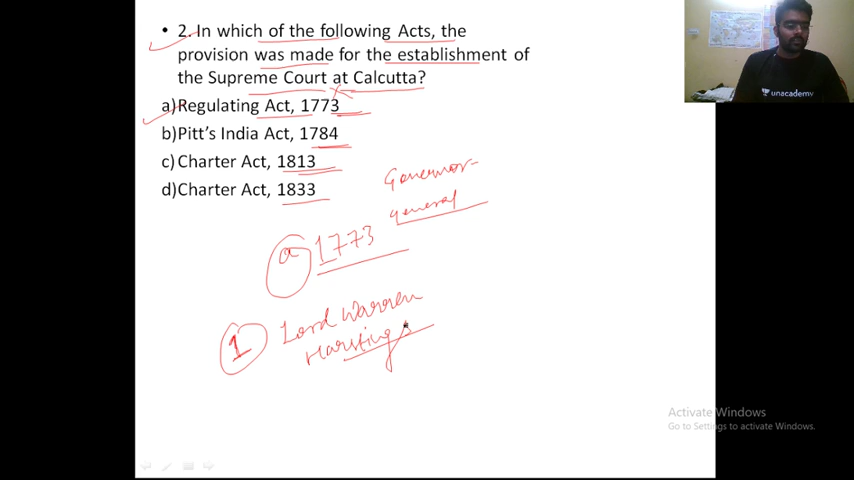 • 2. In which of the following Acts, the
provision was made for the establishment of
the Supreme Court at Calcutta?
a)Regulating Act, 1773
b)Pitt's India Act, 1784
c) Charter Act, 1813
d)Charter Act, 1833
Governor-
general
a 1773
1 Lord Warren
Hastings
unacademy
Activate Windows
Go to Settings to activate Windows.